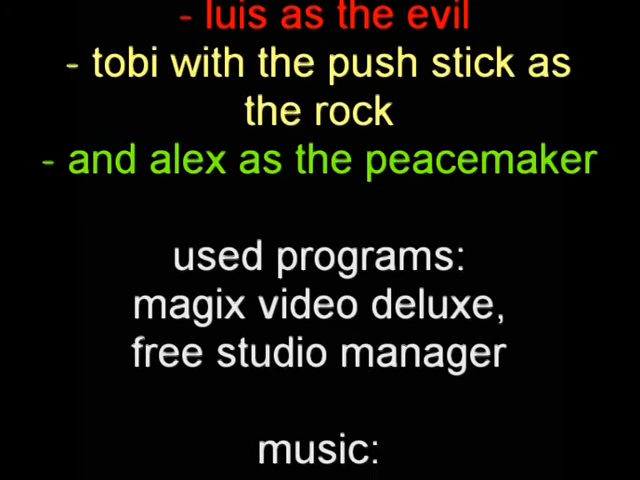 - luis as the evil
- tobi with the push stick as
the rock
- and alex as the peacemaker
used programs:
magix video deluxe,
free studio manager
music: